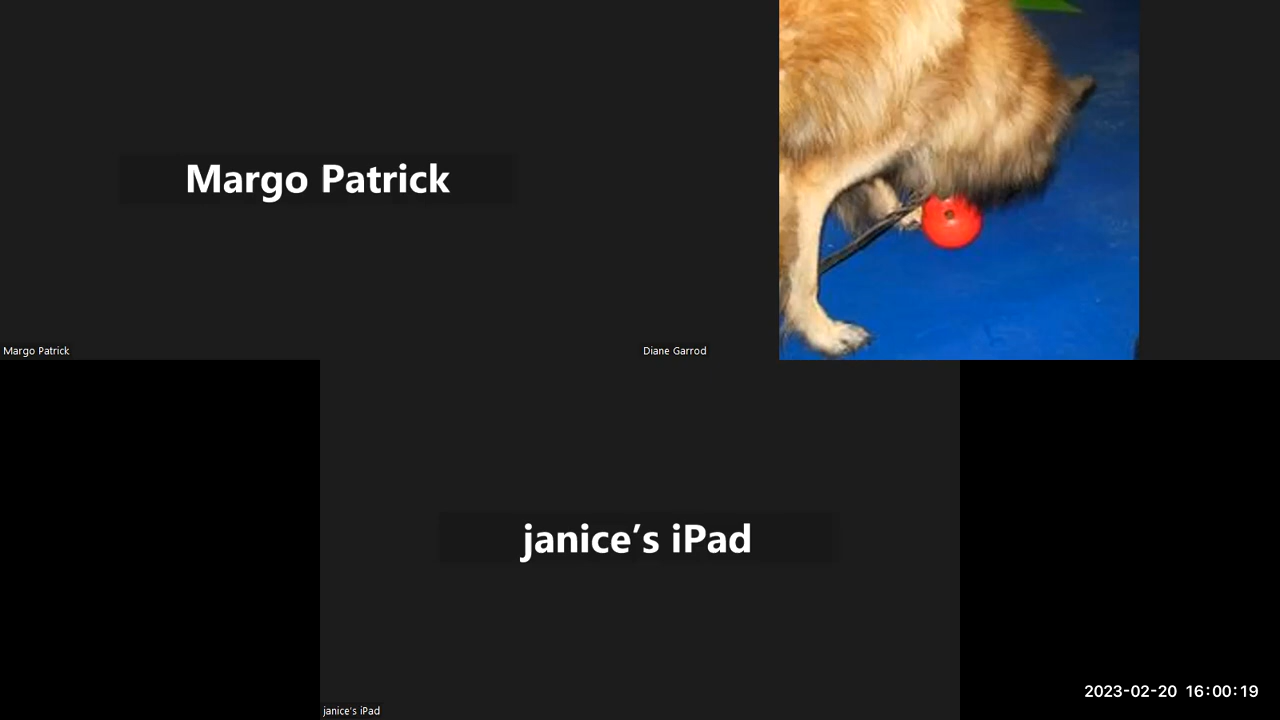 Margo Patrick
Margo Patrick
Diane Garrod
janice’s iPad
janice's iPad
2023-02-20 16:00:19